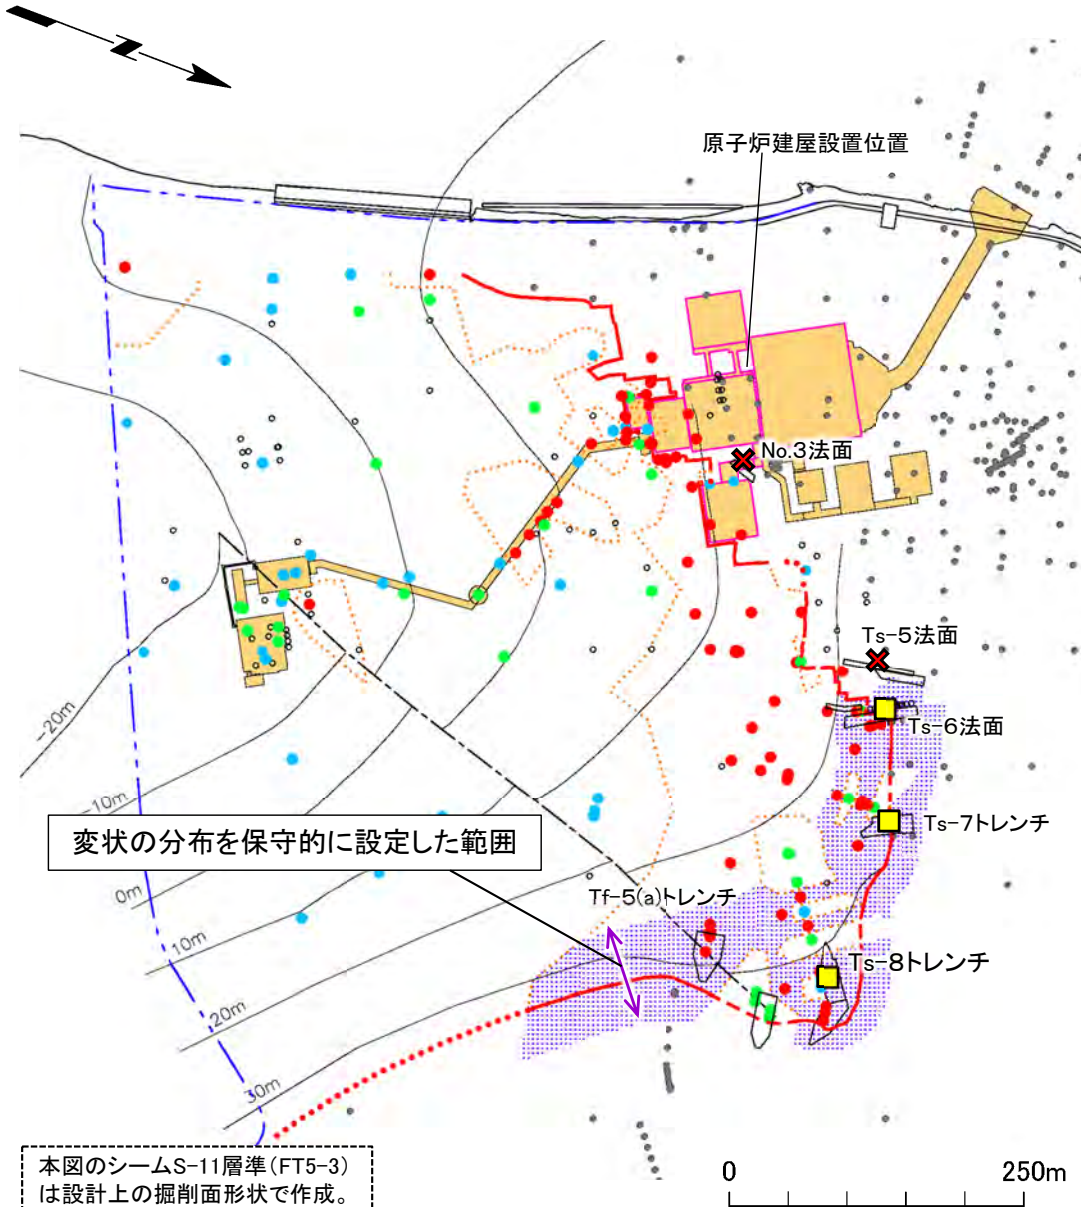 原子炉建屋設置位置
No.3法面
Ts-5法面
Ts-6法面
-20m
-10m
変状の分布を保守的に設定した範囲
Ts-7トレンチ
0m
Tf-5(a)トレンチ
10m
Ts-8トレンチ
20m
30m
本図のシームS-11層準(FT5-3)
は設計上の掘削面形状で作成。
0 250m